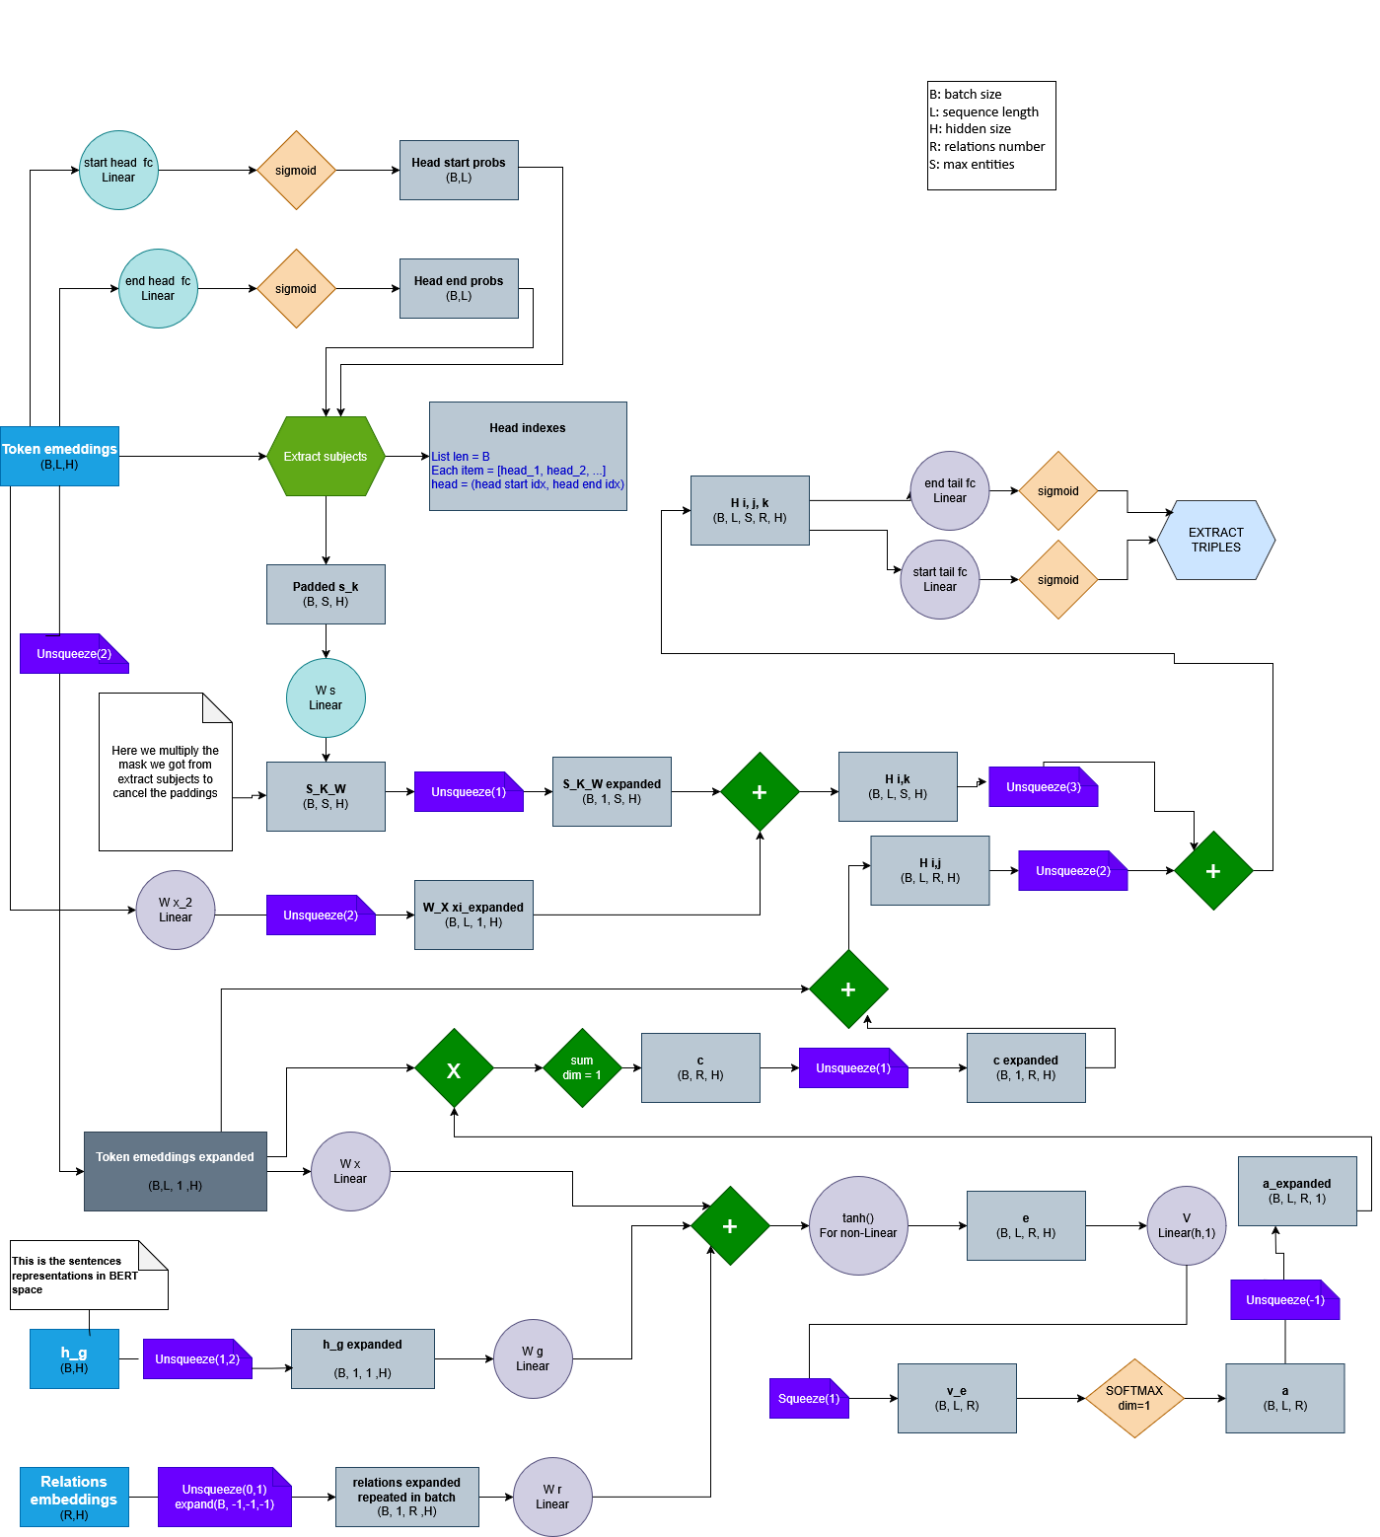 B: batch size
L: sequence length
H: hidden size
R: relations number
S: max entities
start head  fc
Linear
sigmoid
Head start probs
(B,L)
end head  fc
Linear
sigmoid
Head end probs
(B,L)
Token emeddings
(B,L,H)
Extract subjects
Head indexes
List len = B
Each item = [head_1, head_2, ...]
head = (head start idx, head end idx)
H i, j, k
(B, L, S, R, H)
end tail fc
Linear
sigmoid
start tail fc
Linear
sigmoid
EXTRACT
TRIPLES
Padded s_k
(B, S, H)
Unsqueeze(2)
W s
Linear
Here we multiply the
mask we got from
extract subjects to
cancel the paddings
S_K_W
(B, S, H)
Unsqueeze(1)
S_K_W expanded
(B, 1, S, H)
+
H i,k
(B, L, S, H)
Unsqueeze(3)
H i,j
(B, L, R, H)
Unsqueeze(2)
+
W x_2
Linear
Unsqueeze(2)
W_X xi_expanded
(B, L, 1, H)
+
X
sum
dim = 1
c
(B, R, H)
Unsqueeze(1)
c expanded
(B, 1, R, H)
Token emeddings expanded
(B,L, 1 ,H)
W x
Linear
+
tanh()
For non-Linear
e
(B, L, R, H)
V
Linear(h,1)
a_expanded
(B, L, R, 1)
This is the sentences
representations in BERT
space
h_g
(B,H)
Unsqueeze(1,2)
h_g expanded
(B, 1, 1 ,H)
W g
Linear
Unsqueeze(-1)
Squeeze(1)
v_e
(B, L, R)
SOFTMAX
dim=1
a
(B, L, R)
Relations
embeddings
(R,H)
Unsqueeze(0,1)
expand(B, -1,-1,-1)
relations expanded
repeated in batch
(B, 1, R ,H)
W r
Linear